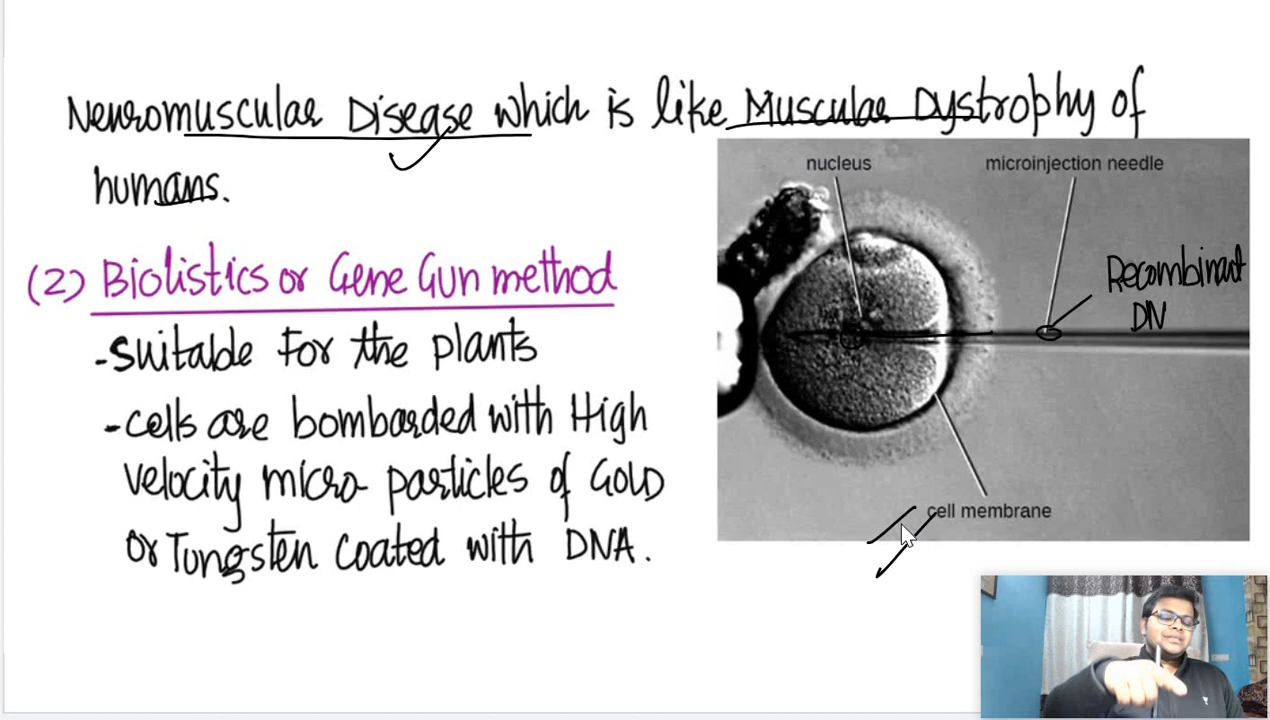 Neuromuscular Disease which is like Muscular Dystrophy of
humans.
nucleus
microinjection needle
Recombinant
DN
cell membrane
(2) Biolistics or Gene Gun method
-Suitable For the plants
-cells are bombarded with High
velocity micro particles of Gold
or Tungsten coated with DNA.